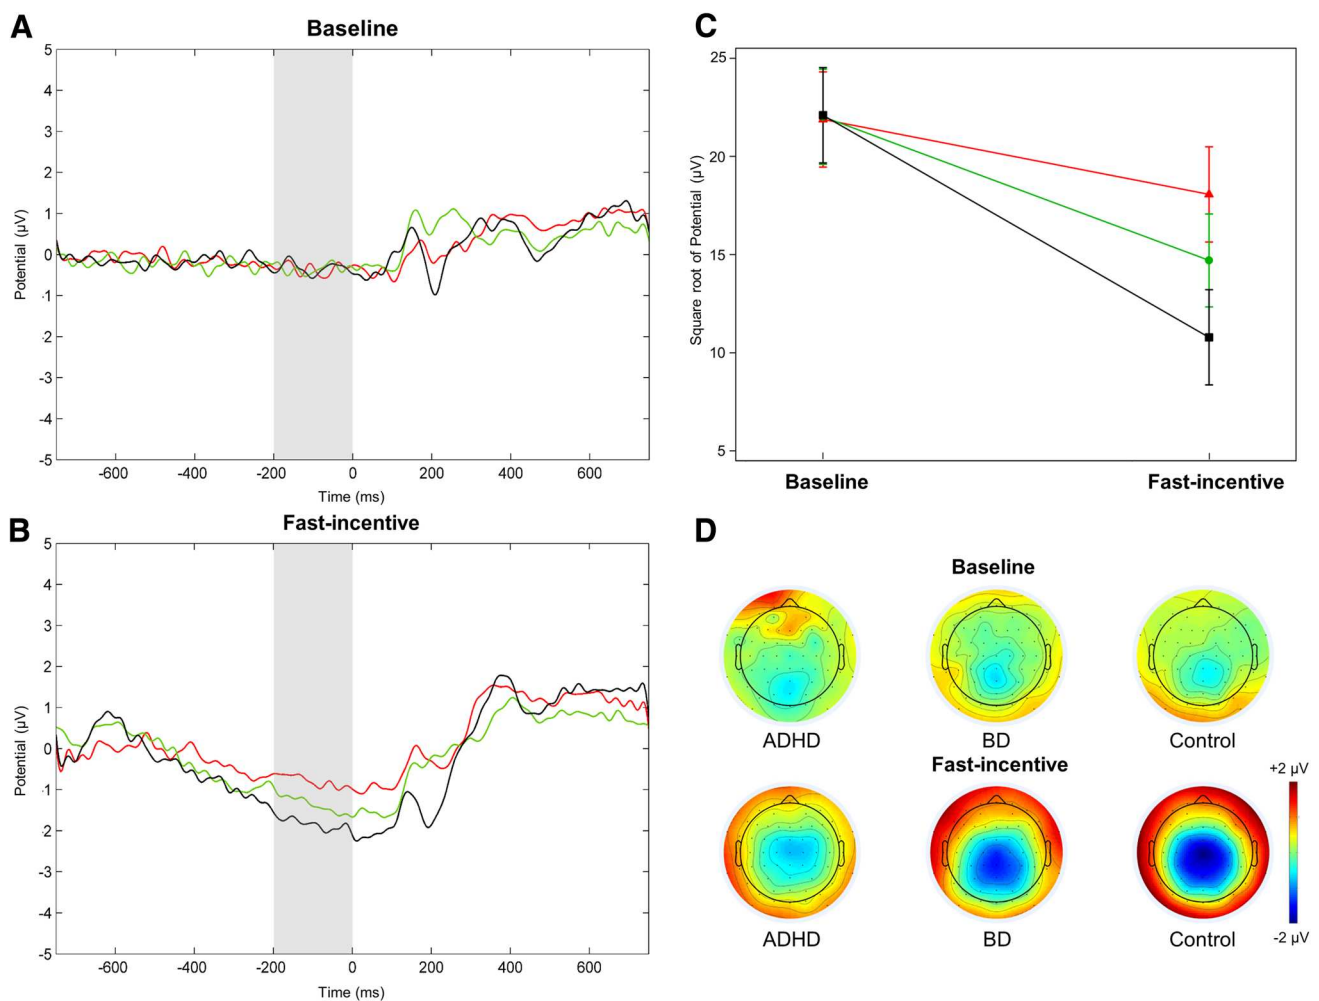 A
Baseline
5
4
3
2
1
0
-1
-2
-3
-4
-5
Potential (μV)
-600 -400 -200 0 200 400 600
Time (ms)
B
Fast-incentive
5
4
3
2
1
0
-1
-2
-3
-4
-5
Potential (μV)
-600 -400 -200 0 200 400 600
Time (ms)
C
25
20
15
10
5
Square root of Potential (μV)
Baseline Fast-incentive
D
Baseline
ADHD BD Control
Fast-incentive
+2 μV
-2 μV
ADHD BD Control